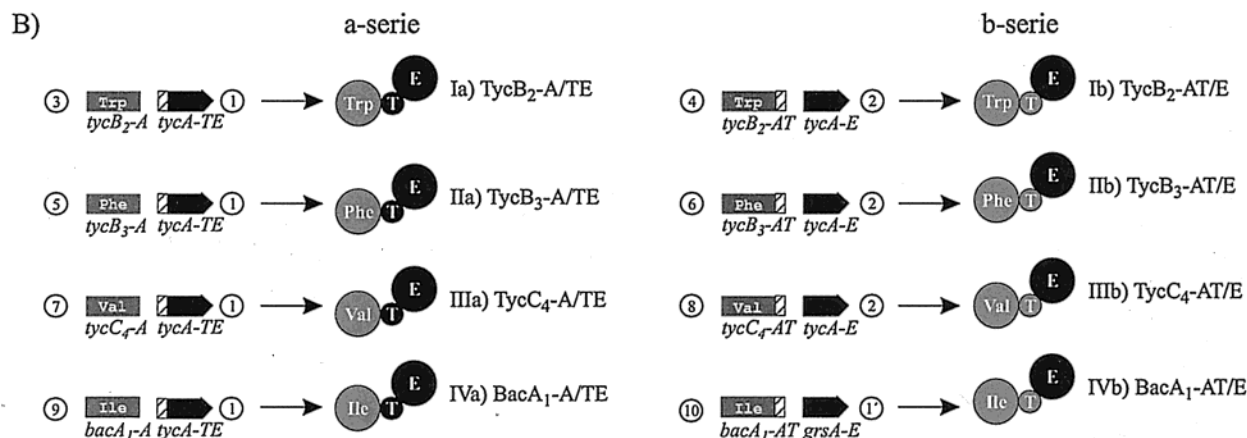 B)
a-serie
b-serie
③ Trp ① Trp T E Ia) TycB₂-A/TE
tycB₂-A tycA-TE
④ Trp ② Trp T E Ib) TycB₂-AT/E
tycB₂-AT tycA-E
⑤ Phe ① Phe T E IIa) TycB₃-A/TE
tycB₃-A tycA-TE
⑥ Phe ② Phe T E IIb) TycB₃-AT/E
tycB₃-AT tycA-E
⑦ Val ① Val T E IIIa) TycC₄-A/TE
tycC₄-A tycA-TE
⑧ Val ② Val T E IIIb) TycC₄-AT/E
tycC₄-AT tycA-E
⑨ Ile ① Ile T E IVa) BacA₁-A/TE
bacA₁-A tycA-TE
⑩ Ile 1' Ile T E IVb) BacA₁-AT/E
bacA₁-AT grsA-E